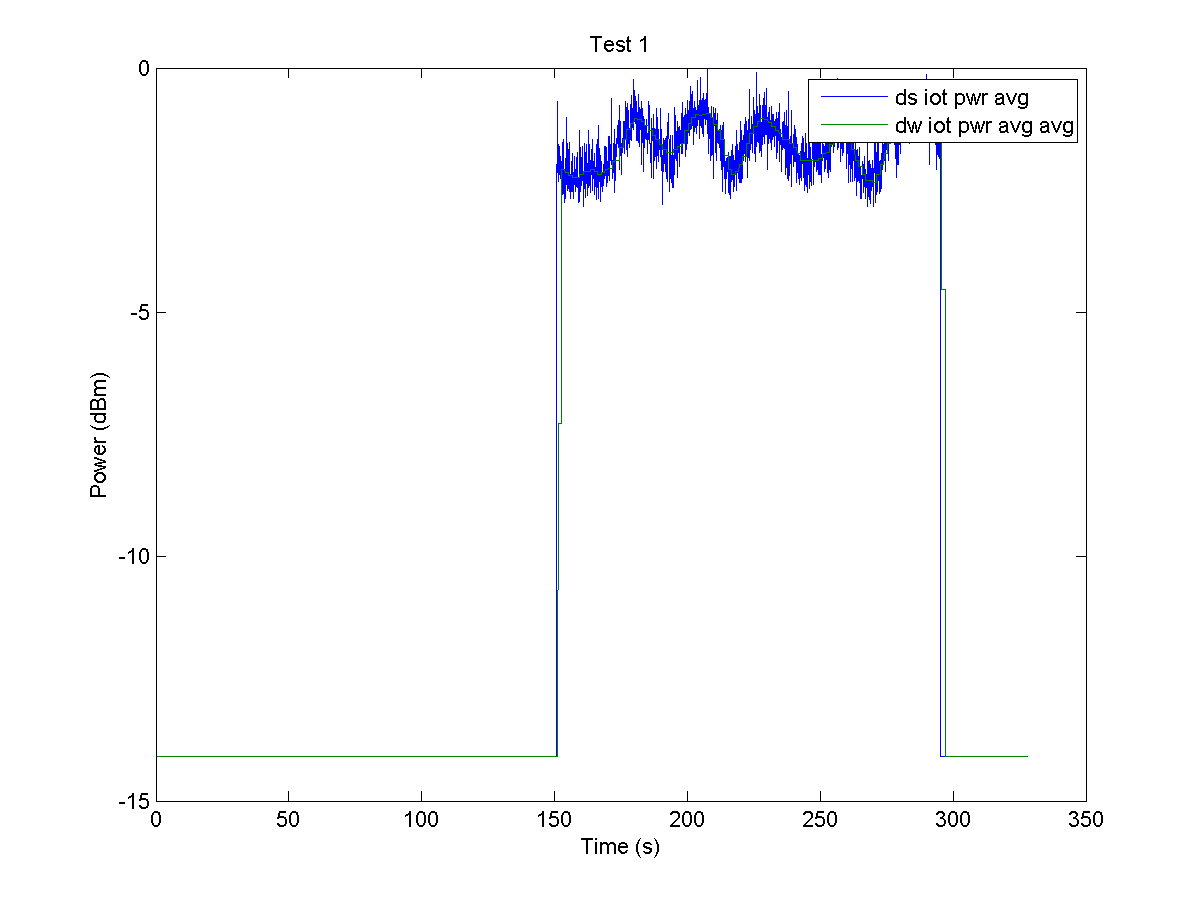 Test 1
0
-5
-10
-15
Power (dBm)
ds iot pwr avg
dw iot pwr avg avg
0 50 100 150 200 250 300 350
Time (s)